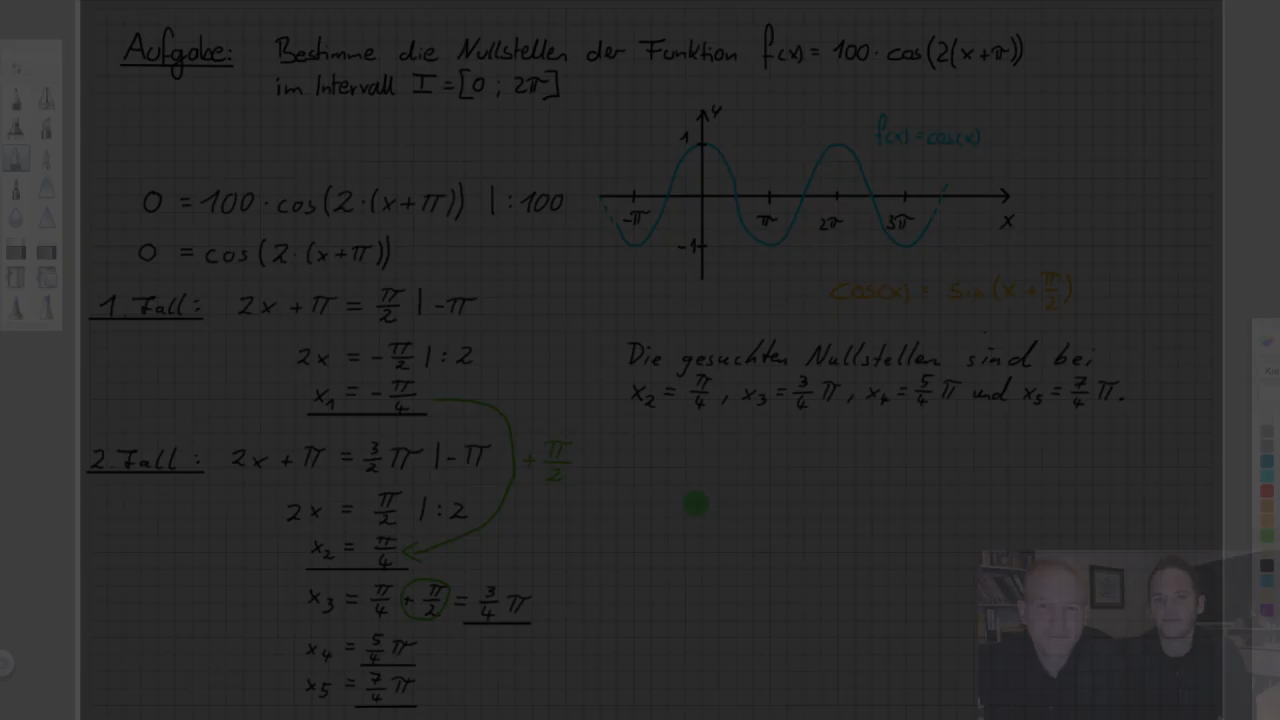 Aufgabe: Bestimme die Nullstellen der Funktion f(x) = 100 · cos(2(x+π))
im Intervall I = [0 ; 2π]
y
1
f(x) = cos(x)
-π π 2π 3π
x
-1
cos(x) = sin(x + π/2)
0 = 100 · cos(2 · (x+π)) | : 100
0 = cos(2 · (x+π))
1. Fall: 2x + π = π/2 | -π
2x = -π/2 | : 2
x₁ = -π/4
+ π/2
2. Fall: 2x + π = 3/2 π | -π
2x = π/2 | : 2
x₂ = π/4
x₃ = π/4 + π/2 = 3/4 π
x₄ = 5/4 π
x₅ = 7/4 π
Die gesuchten Nullstellen sind bei
x₂ = π/4, x₃ = 3/4 π, x₄ = 5/4 π und x₅ = 7/4 π.